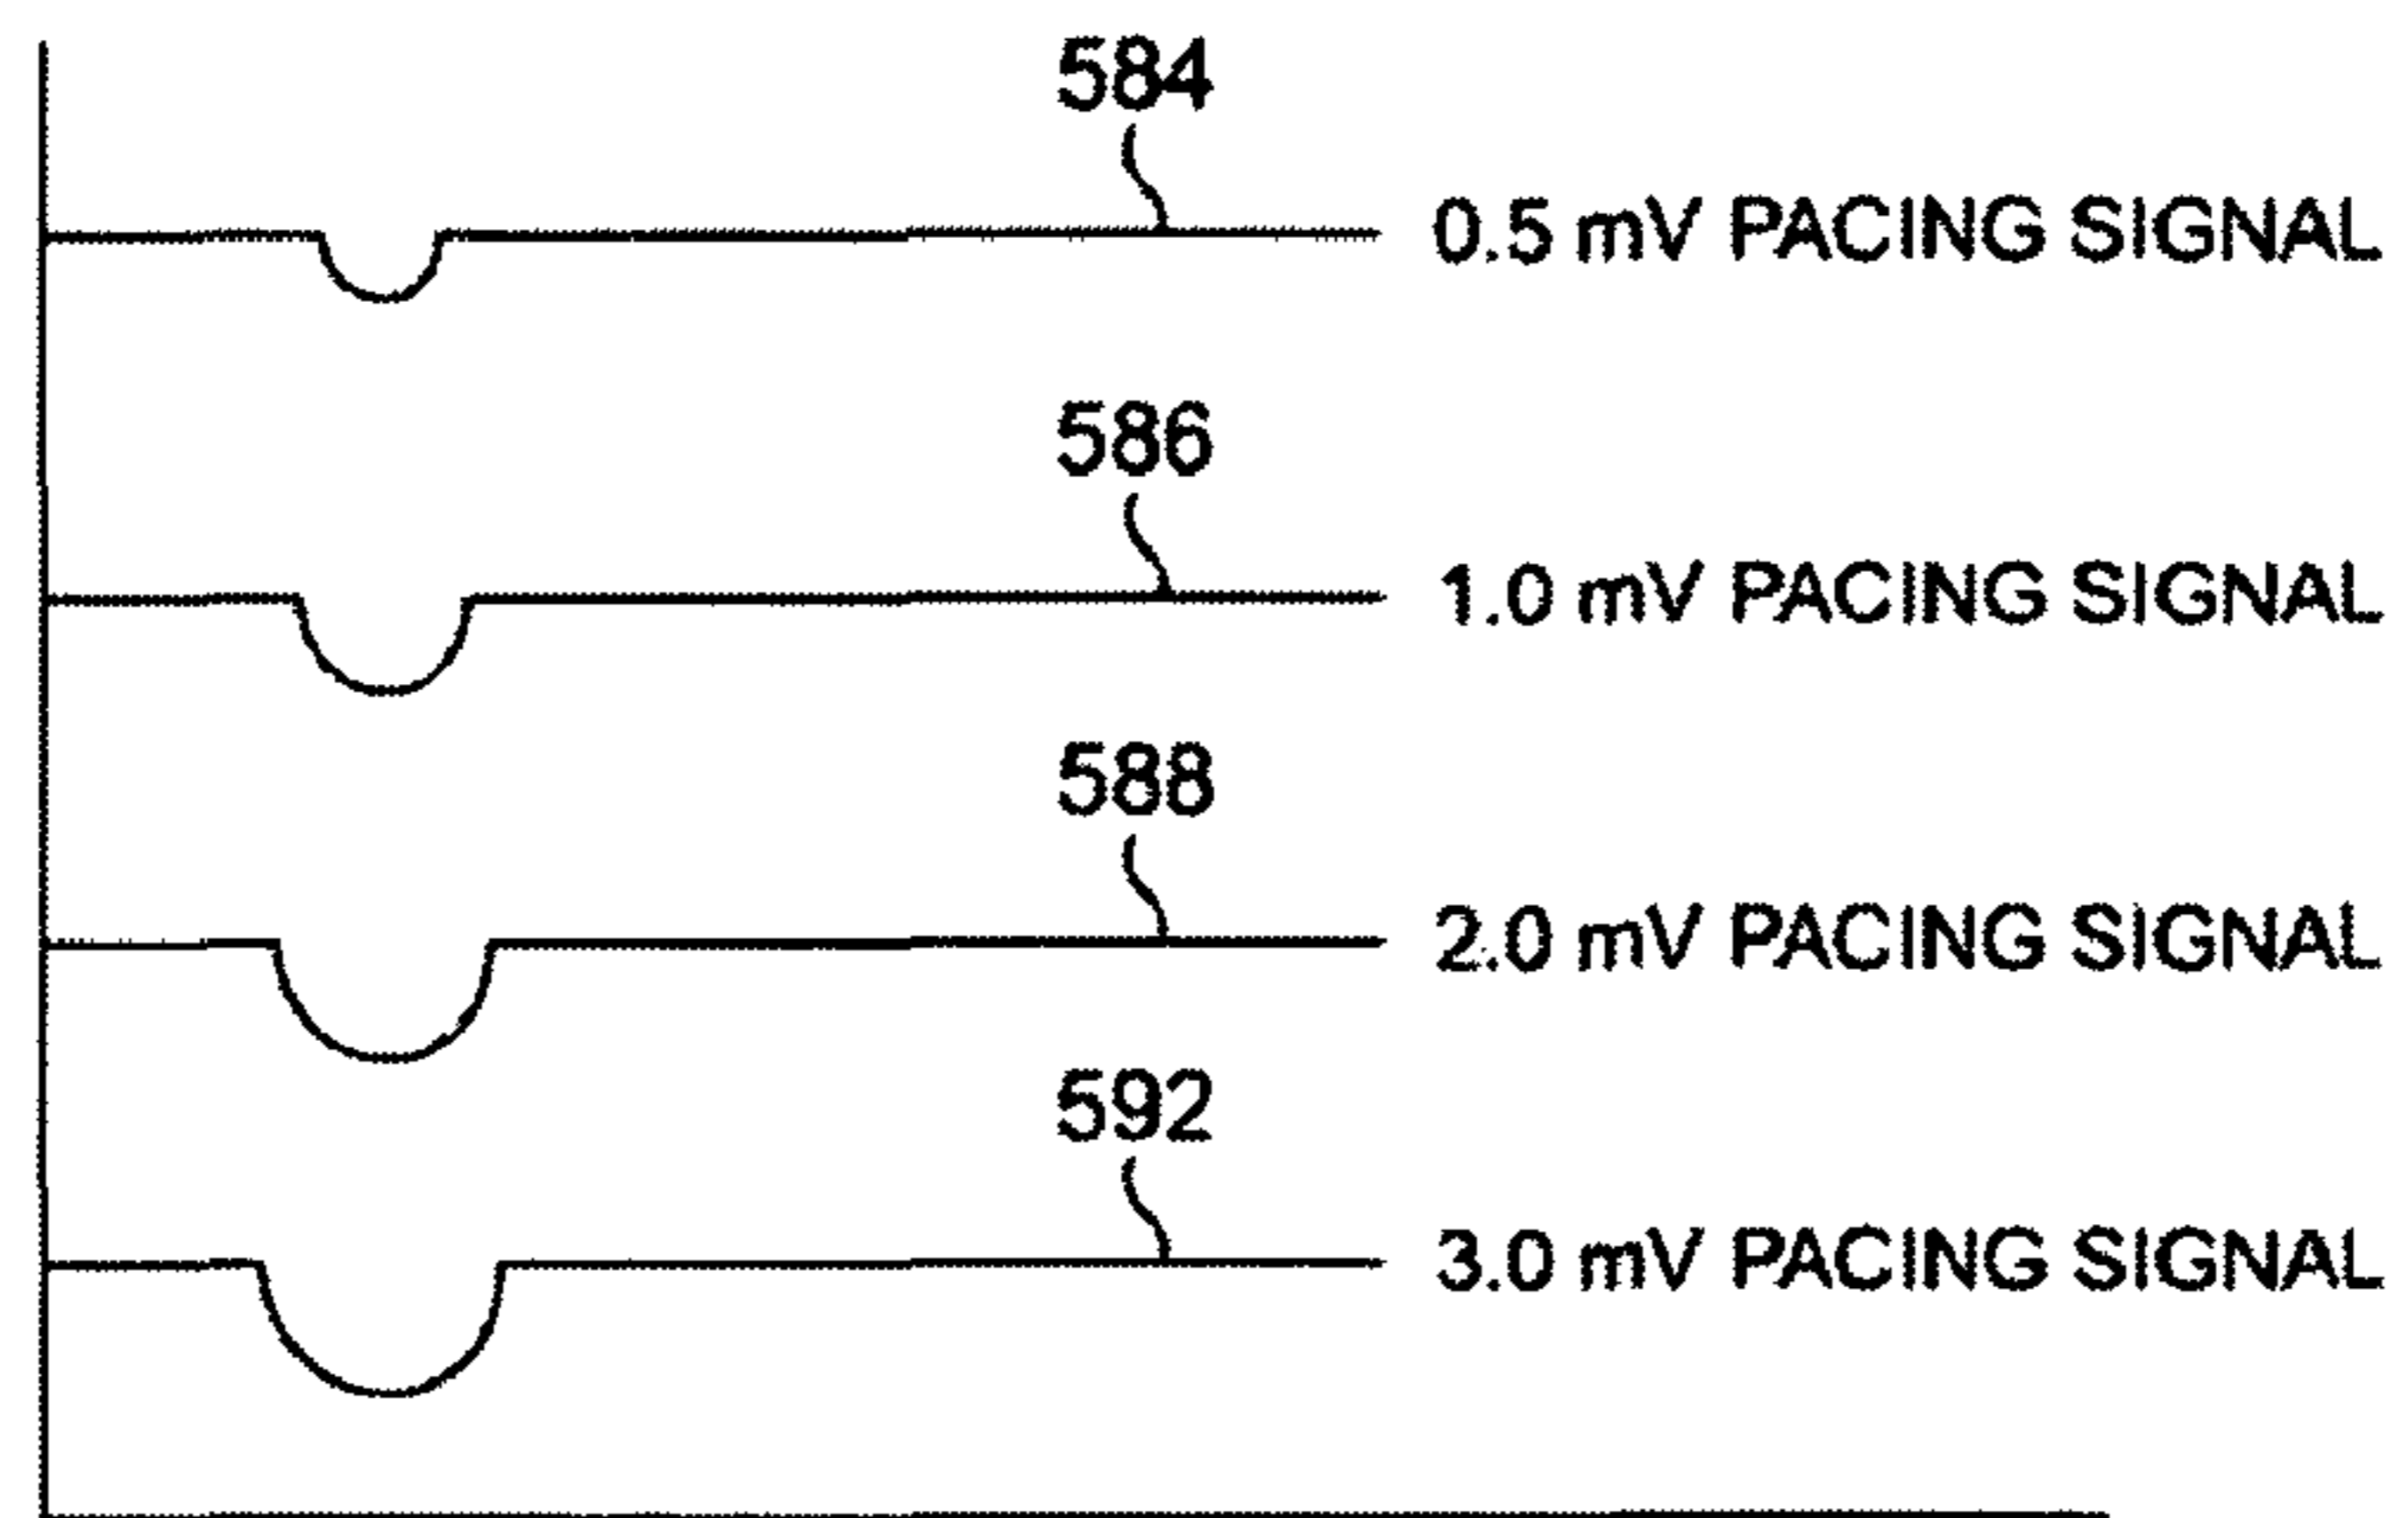 584
0.5 mV PACING SIGNAL
586
1.0 mV PACING SIGNAL
588
2.0 mV PACING SIGNAL
592
3.0 mV PACING SIGNAL